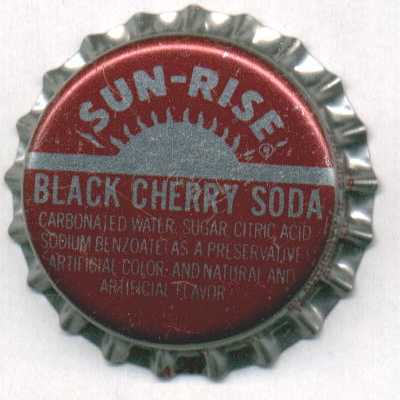 SUN-RISE®
BLACK CHERRY SODA
CARBONATED WATER, SUGAR, CITRIC ACID
SODIUM BENZOATE AS A PRESERVATIVE
ARTIFICIAL COLOR AND NATURAL AND
ARTIFICIAL FLAVOR